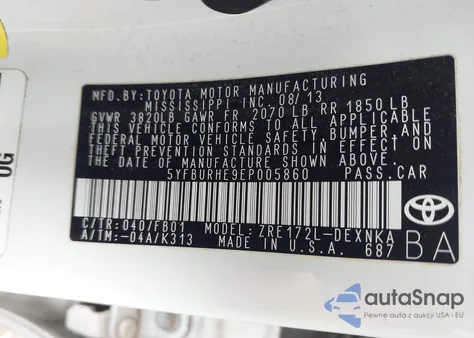 MFD. BY: TOYOTA MOTOR MANUFACTURING
MISSISSIPPI INC. 08/13
GVWR 3820LB GAWR FR 2070 LB RR 1850 LB
THIS VEHICLE CONFORMS TO ALL APPLICABLE
FEDERAL MOTOR VEHICLE SAFETY, BUMPER, AND
THEFT PREVENTION STANDARDS IN EFFECT ON
THE DATE OF MANUFACTURE SHOWN ABOVE.
5YFBURHE9EP005860 PASS.CAR
C/TR: 040/FB01 MODEL: ZRE172L-DEXNKA
A/TM: -04A/K313 MADE IN U.S.A. 687
TOYOTA
BA
OG
autoSnap
Pewne auta z aukcji USA i EU